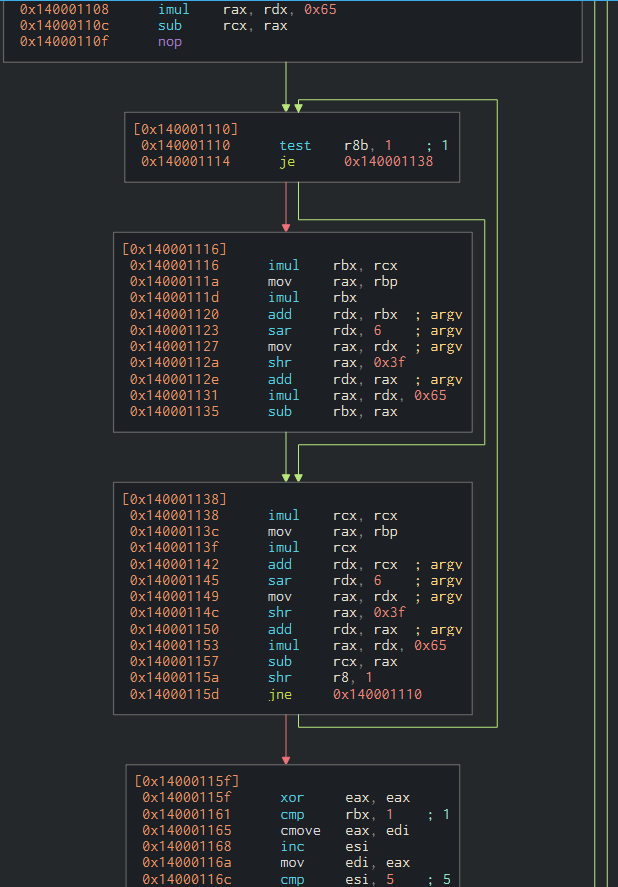 0x140001108 imul rax, rdx, 0x65
0x14000110c sub rcx, rax
0x14000110f nop
[0x140001110]
0x140001110 test r8b, 1 ; 1
0x140001114 je 0x140001138
[0x140001116]
0x140001116 imul rbx, rcx
0x14000111a mov rax, rbp
0x14000111d imul rbx
0x140001120 add rdx, rbx ; argv
0x140001123 sar rdx, 6 ; argv
0x140001127 mov rax, rdx ; argv
0x14000112a shr rax, 0x3f
0x14000112e add rdx, rax ; argv
0x140001131 imul rax, rdx, 0x65
0x140001135 sub rbx, rax
[0x140001138]
0x140001138 imul rcx, rcx
0x14000113c mov rax, rbp
0x14000113f imul rcx
0x140001142 add rdx, rcx ; argv
0x140001145 sar rdx, 6 ; argv
0x140001149 mov rax, rdx ; argv
0x14000114c shr rax, 0x3f
0x140001150 add rdx, rax ; argv
0x140001153 imul rax, rdx, 0x65
0x140001157 sub rcx, rax
0x14000115a shr r8, 1
0x14000115d jne 0x140001110
[0x14000115f]
0x14000115f xor eax, eax
0x140001161 cmp rbx, 1 ; 1
0x140001165 cmove eax, edi
0x140001168 inc esi
0x14000116a mov edi, eax
0x14000116c cmp esi, 5 ; 5